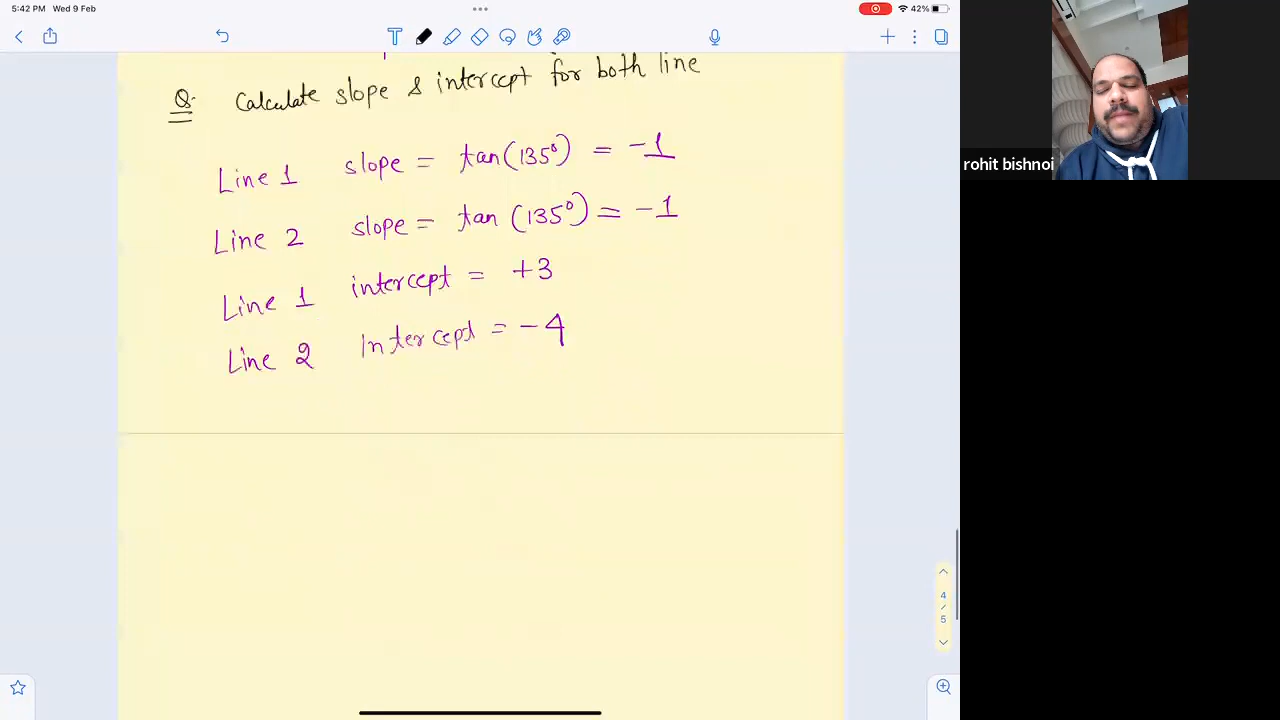 5:42 PM Wed 9 Feb
42%
T
Q. Calculate slope & intercept for both line
Line 1 slope = tan(135°) = -1
Line 2 slope = tan (135°) = -1
Line 1 intercept = +3
Line 2 Intercept = -4
rohit bishnoi
4
/
5